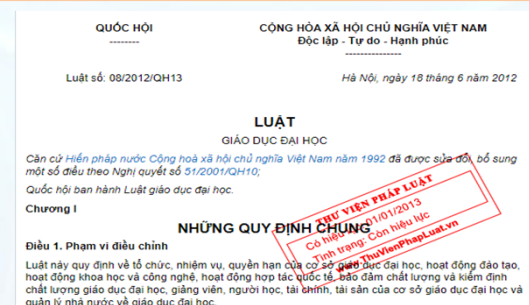 QUỐC HỘI
--------
CỘNG HÒA XÃ HỘI CHỦ NGHĨA VIỆT NAM
Độc lập - Tự do - Hạnh phúc
---------------
Luật số: 08/2012/QH13
Hà Nội, ngày 18 tháng 6 năm 2012
LUẬT
GIÁO DỤC ĐẠI HỌC
Căn cứ Hiến pháp nước Cộng hoà xã hội chủ nghĩa Việt Nam năm 1992 đã được sửa đổi, bổ sung
một số điều theo Nghị quyết số 51/2001/QH10;
Quốc hội ban hành Luật giáo dục đại học.
Chương I
NHỮNG QUY ĐỊNH CHUNG
THƯ VIỆN PHÁP LUẬT
Có hiệu lực: 01/01/2013
Tình trạng: Còn hiệu lực
www.ThuVienPhapLuat.vn
Điều 1. Phạm vi điều chỉnh
Luật này quy định về tổ chức, nhiệm vụ, quyền hạn của cơ sở giáo dục đại học, hoạt động đào tạo,
hoạt động khoa học và công nghệ, hoạt động hợp tác quốc tế, bảo đảm chất lượng và kiểm định
chất lượng giáo dục đại học, giảng viên, người học, tài chính, tài sản của cơ sở giáo dục đại học và
quản lý nhà nước về giáo dục đại học.